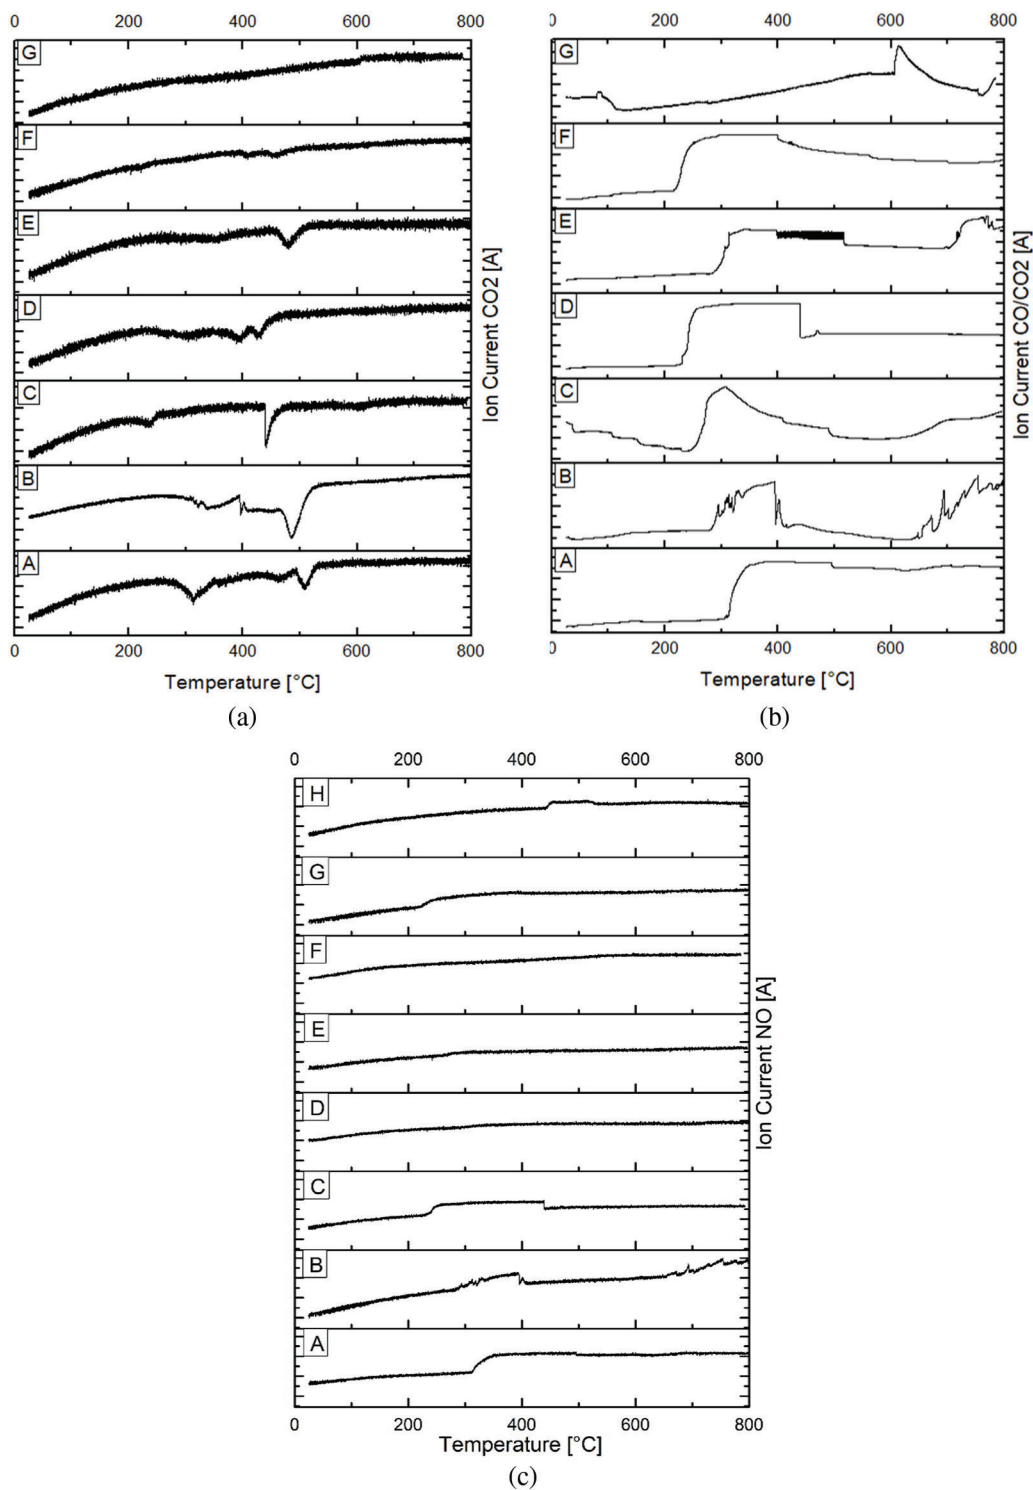 0 200 400 600 800
G
F
E
D
C
B
A
Ion Current CO2 [A]
0 200 400 600 800
Temperature [°C]
(a)
0 200 400 600 800
G
F
E
D
C
B
A
Ion Current CO/CO2 [A]
0 200 400 600 800
Temperature [°C]
(b)
0 200 400 600 800
H
G
F
E
D
C
B
A
Ion Current NO [A]
0 200 400 600 800
Temperature [°C]
(c)